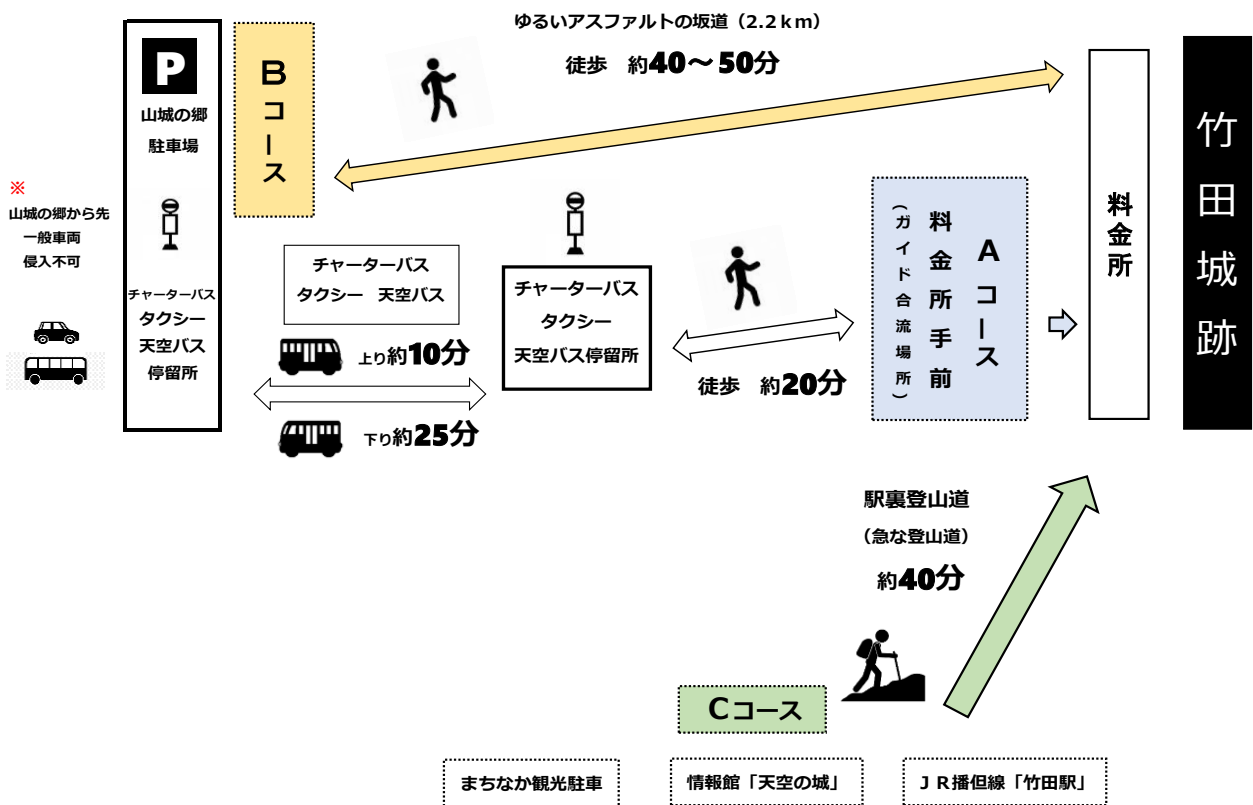 ゆるいアスファルトの坂道（2.2ｋｍ）
徒歩　約40～50分
P
山城の郷
駐車場
チャーターバス
タクシー
天空バス
停留所
Bコース
※
山城の郷から先
一般車両
侵入不可
チャーターバス
タクシー　天空バス
上り約10分
下り約25分
チャーターバス
タクシー
天空バス停留所
徒歩　約20分
Aコース
料金所手前
（ガイド合流場所）
料金所
竹田城跡
駅裏登山道
（急な登山道）
約40分
Cコース
まちなか観光駐車
情報館「天空の城」
ＪＲ播但線「竹田駅」